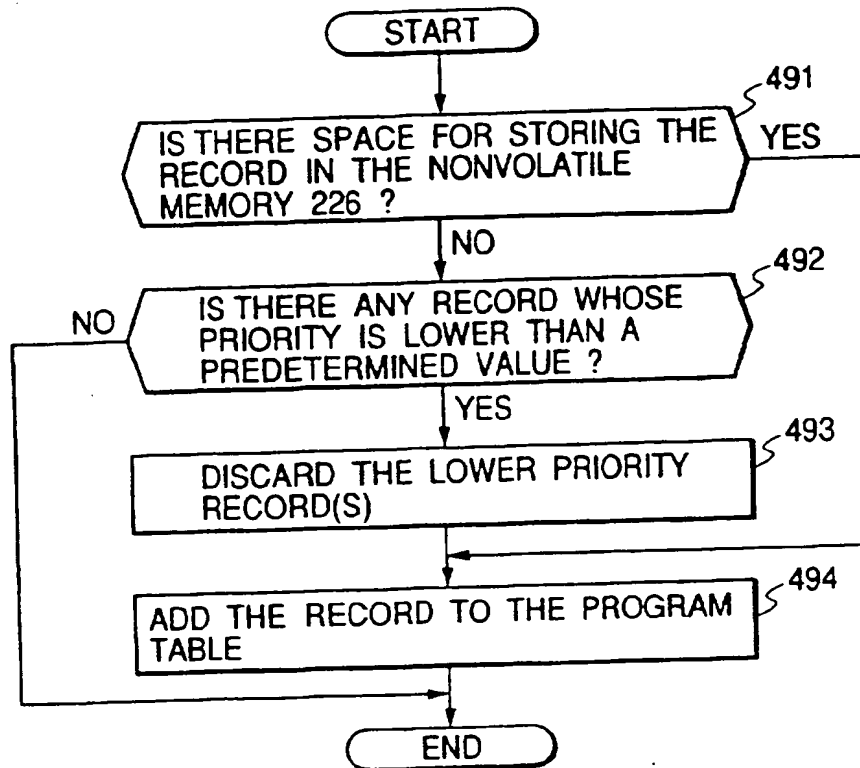 START
491
IS THERE SPACE FOR STORING THE
RECORD IN THE NONVOLATILE
MEMORY 226 ?
YES
NO
492
IS THERE ANY RECORD WHOSE
PRIORITY IS LOWER THAN A
PREDETERMINED VALUE ?
NO
YES
493
DISCARD THE LOWER PRIORITY
RECORD(S)
494
ADD THE RECORD TO THE PROGRAM
TABLE
END